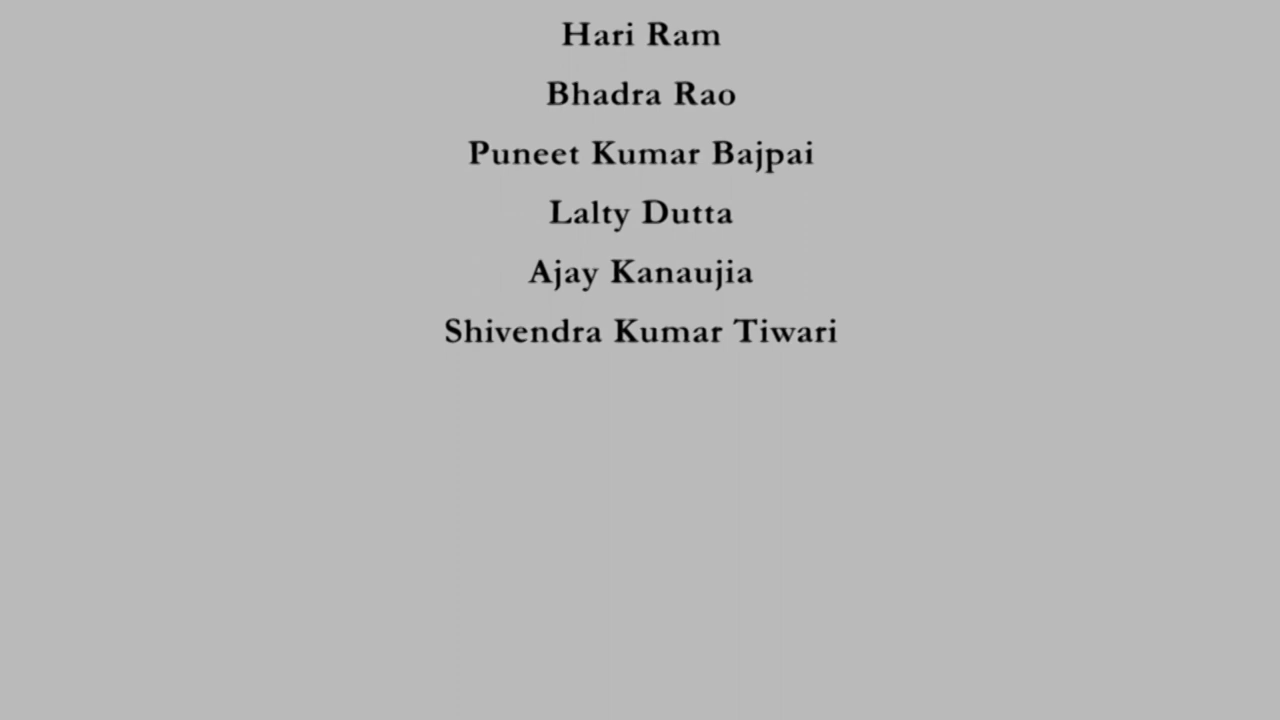 Hari Ram
Bhadra Rao
Puneet Kumar Bajpai
Lalty Dutta
Ajay Kanaujia
Shivendra Kumar Tiwari